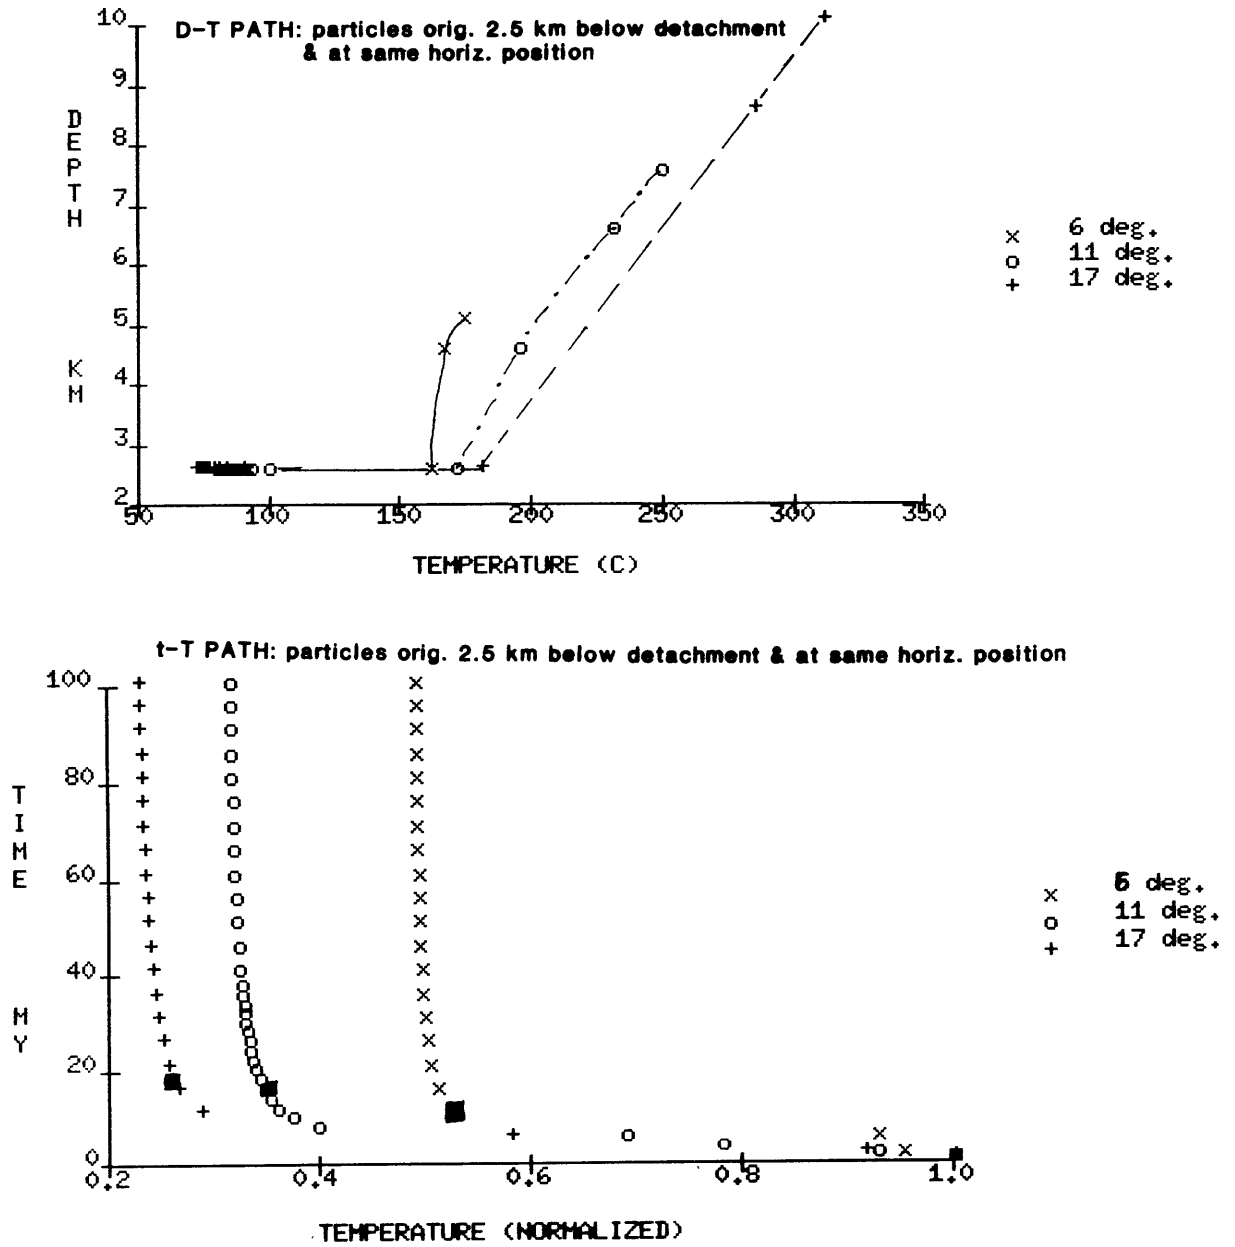 D-T PATH: particles orig. 2.5 km below detachment
& at same horiz. position
10
9
8
7
6
5
4
3
2
DEPTH KM
50 100 150 200 250 300 350
TEMPERATURE (C)
× 6 deg.
o 11 deg.
+ 17 deg.
t-T PATH: particles orig. 2.5 km below detachment & at same horiz. position
100
80
60
40
20
0
TIME MY
0.2 0.4 0.6 0.8 1.0
TEMPERATURE (NORMALIZED)
× deg.
o 11 deg.
+ 17 deg.